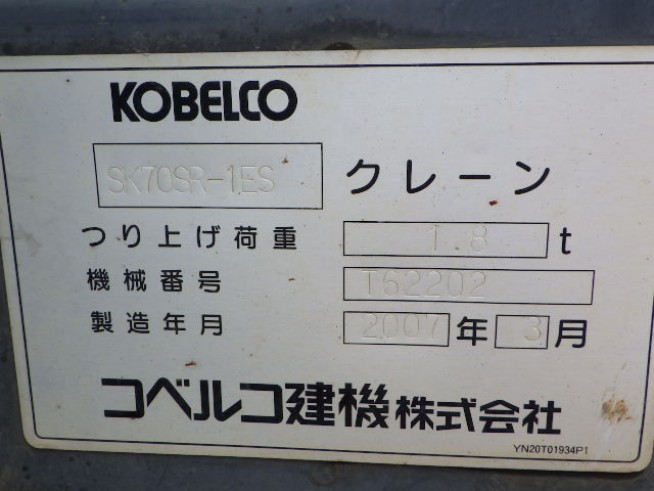 KOBELCO
SK70SR-1ES クレーン
つり上げ荷重 1.8 t
機械番号 T62202
製造年月 2007 年 3 月
コベルコ建機株式会社
YN20T01934P1